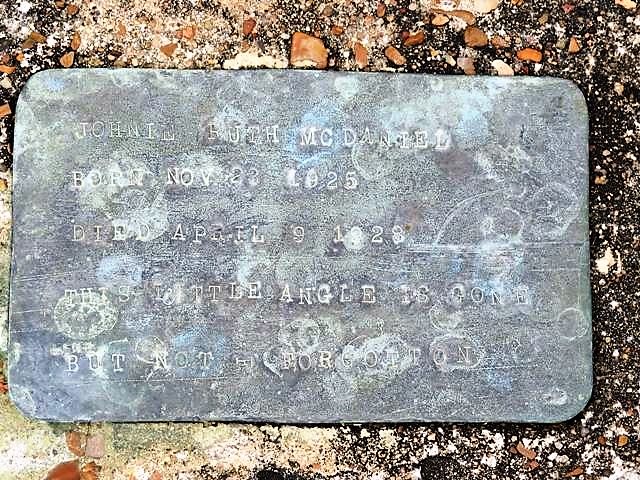 JOHNIE RUTH MCDANIEL
BORN NOV. 23 1925
DIED APRIL 9 1928
THIS LITTLE ANGLE IS GONE
BUT NOT FORGOTTON